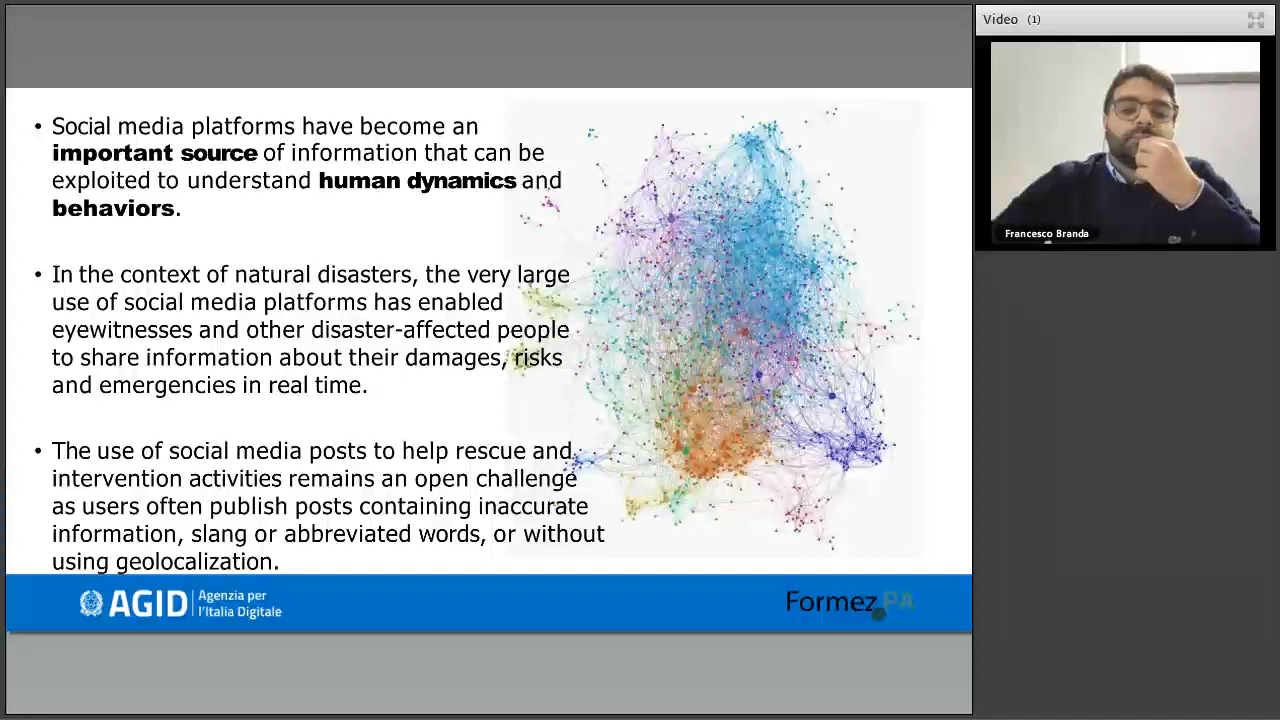 Social media platforms have become an
important source of information that can be
exploited to understand human dynamics and
behaviors.
In the context of natural disasters, the very large
use of social media platforms has enabled
eyewitnesses and other disaster-affected people
to share information about their damages, risks
and emergencies in real time.
The use of social media posts to help rescue and
intervention activities remains an open challenge
as users often publish posts containing inaccurate
information, slang or abbreviated words, or without
using geolocalization.
AGID
Agenzia per
l'Italia Digitale
Formez PA
Video (1)
Francesco Branda